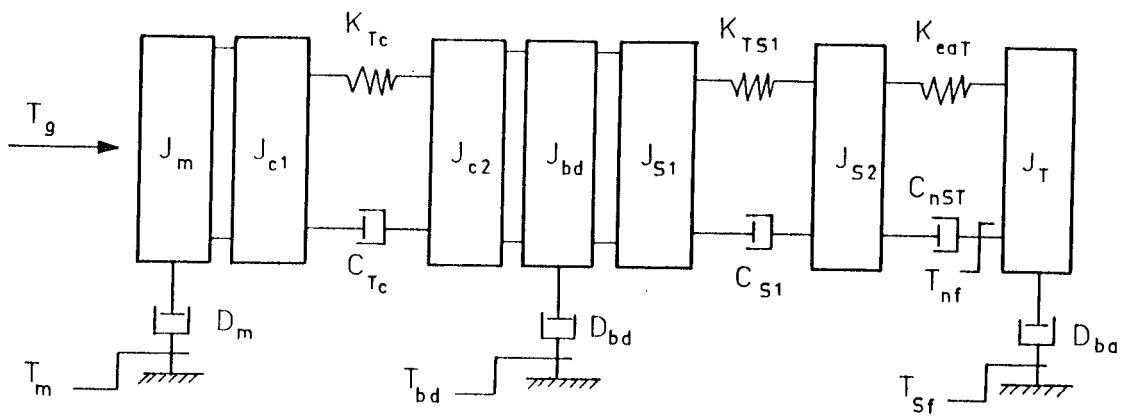 K_Tc K_TS1 K_eaT
T_g
J_m J_c1 J_c2 J_bd J_S1 J_S2 J_T
C_nST
C_Tc C_S1 T_nf
D_m D_bd D_ba
T_m T_bd T_Sf